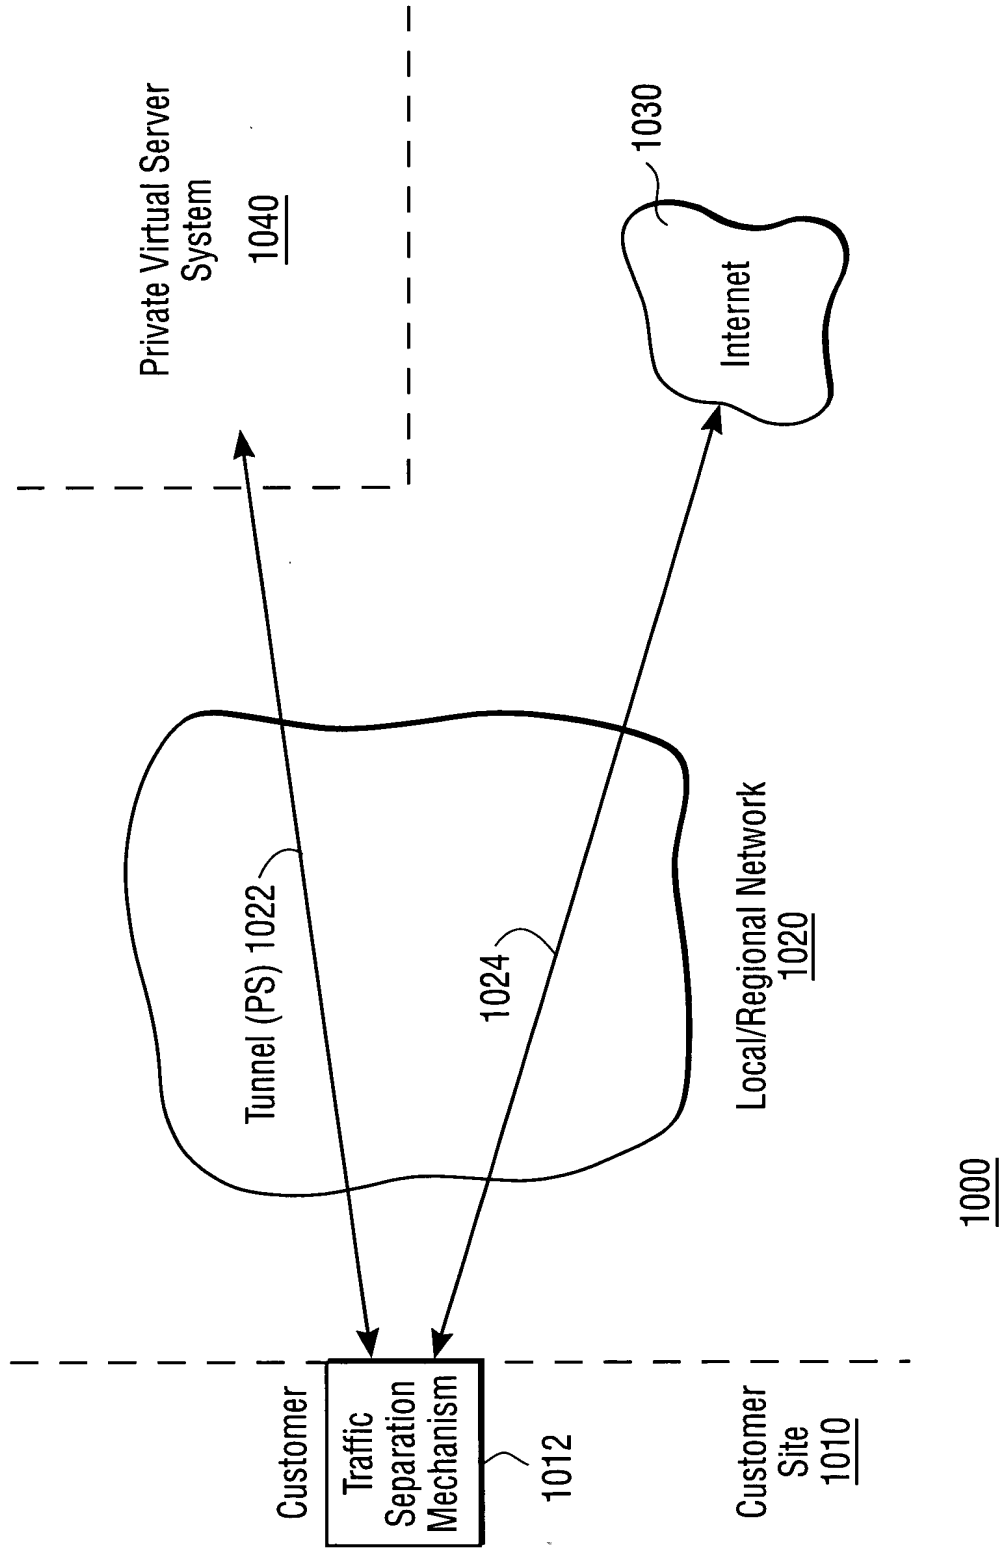 Customer
Traffic
Separation
Mechanism
1012
Customer
Site
1010
Tunnel (PS) 1022
1024
Local/Regional Network
1020
Private Virtual Server
System
1040
1030
Internet
1000